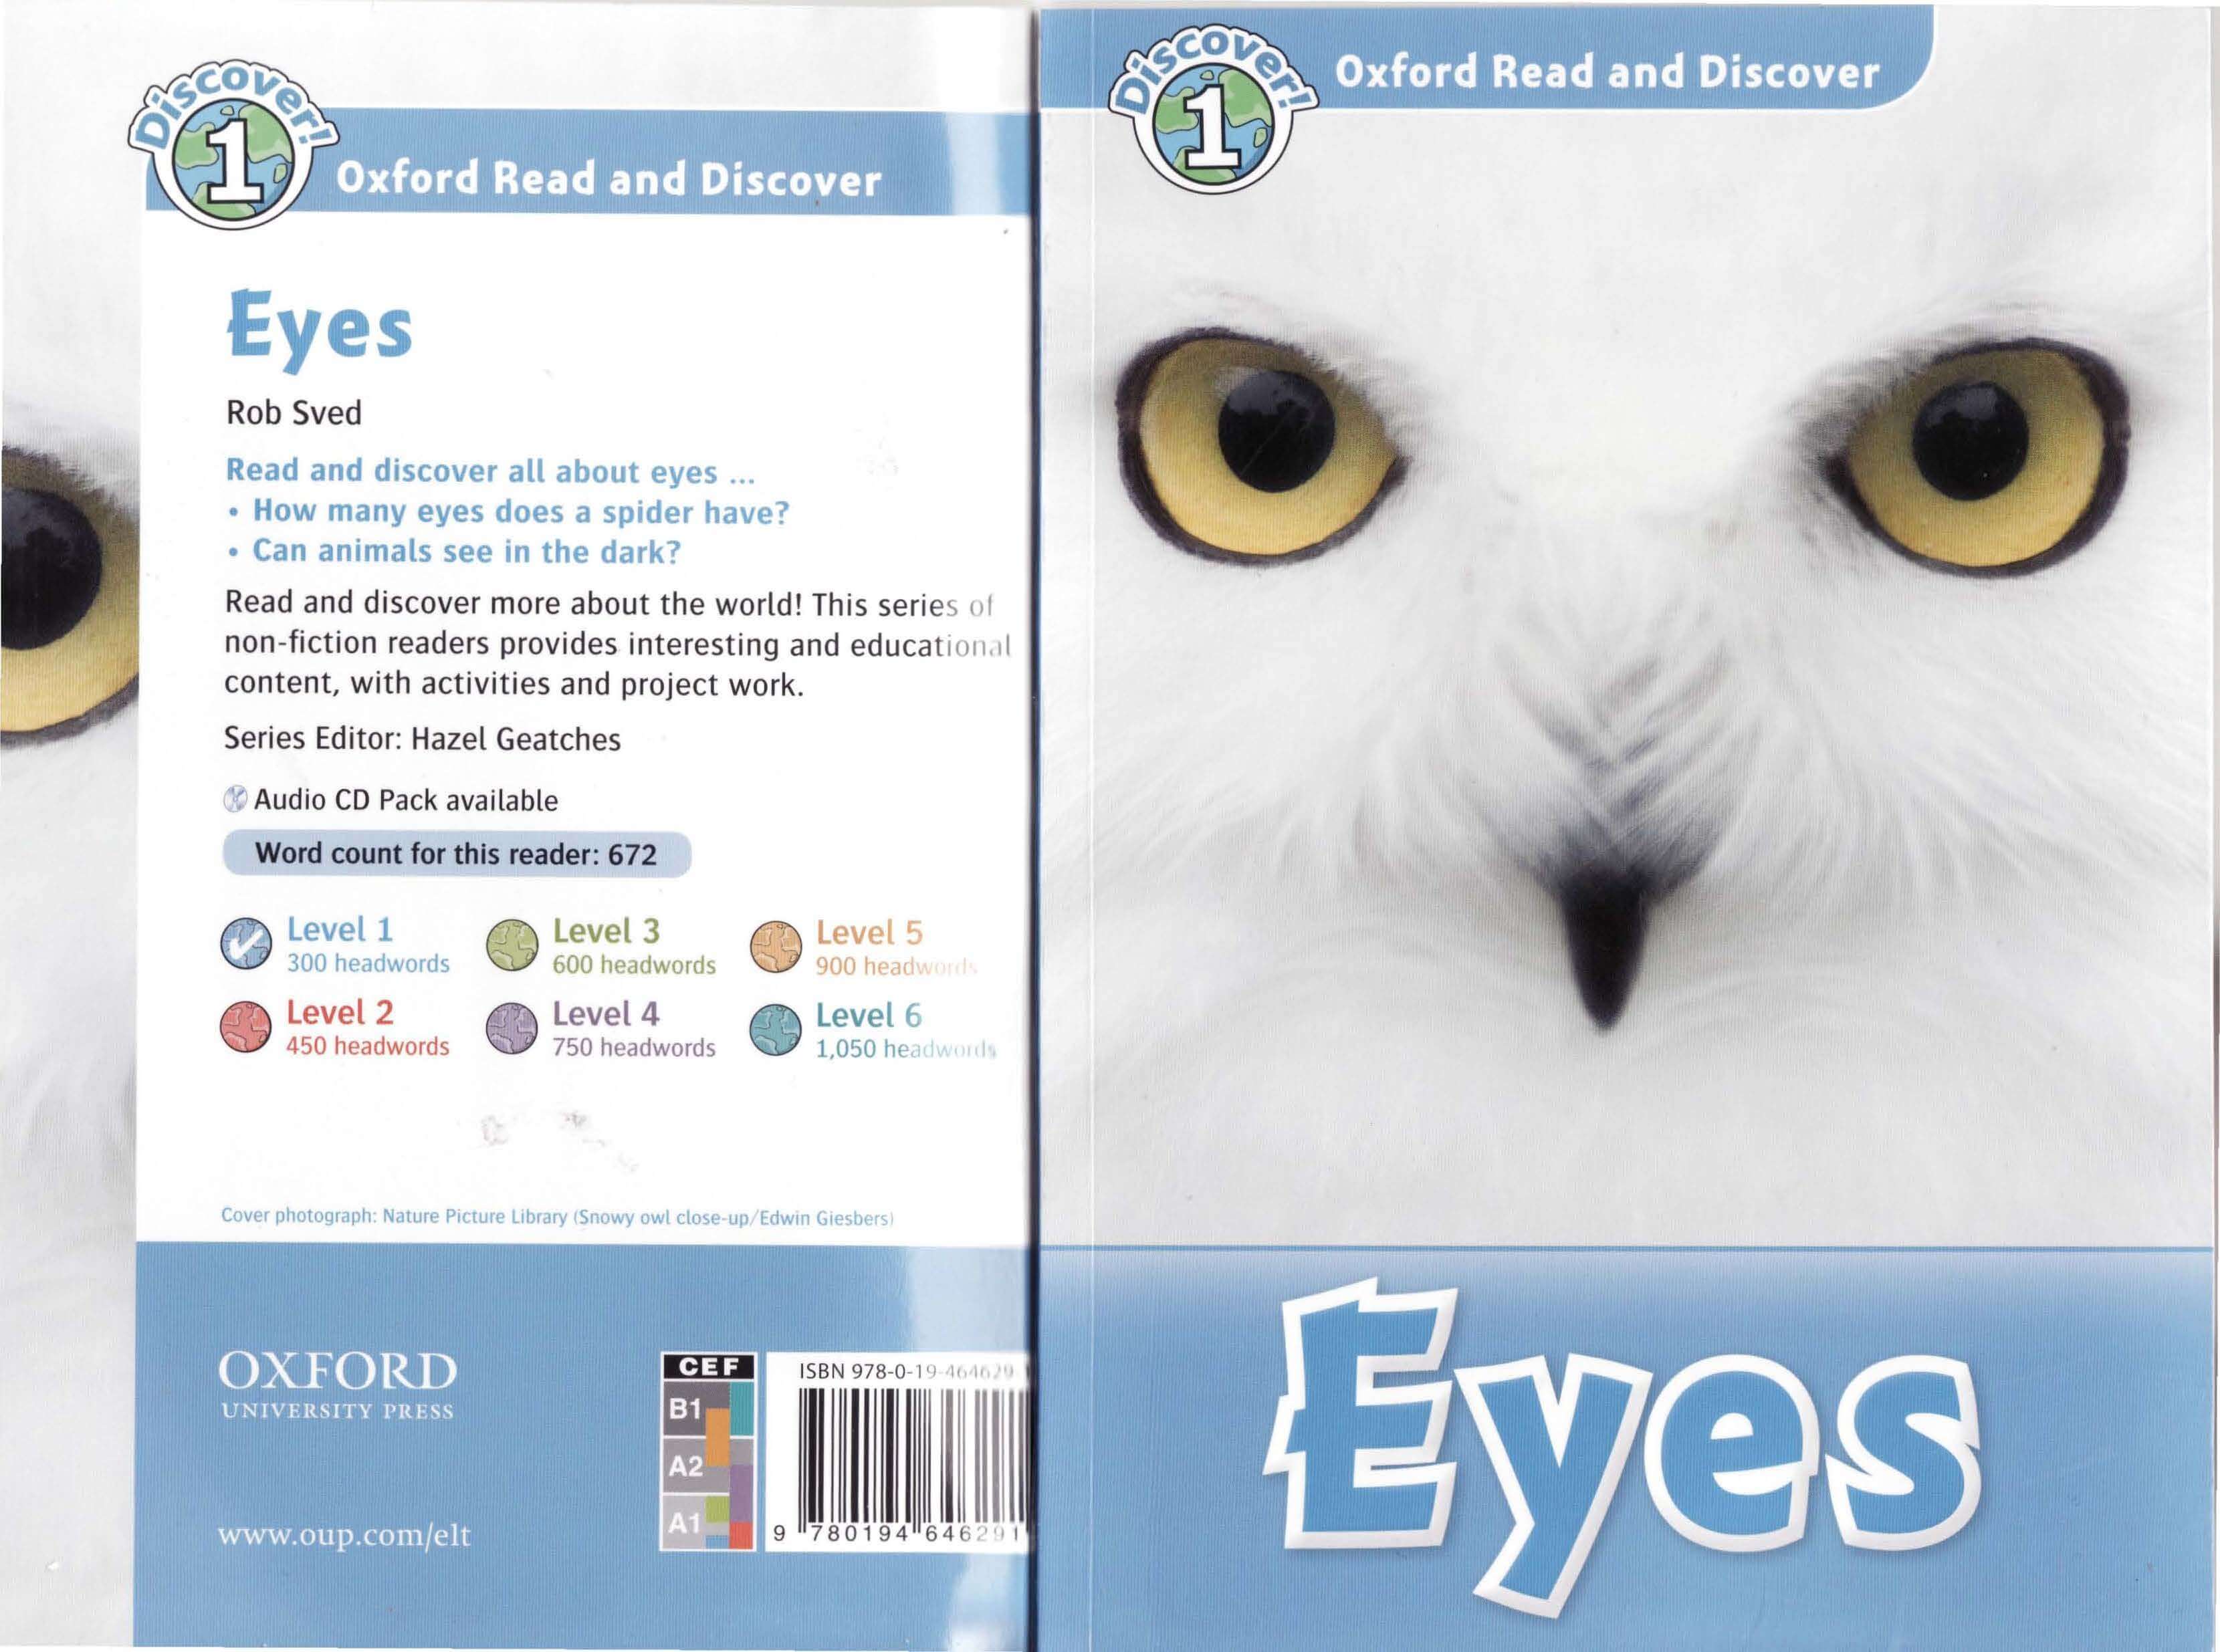 Discover!
1
Oxford Read and Discover
Eyes
Rob Sved
Read and discover all about eyes ...
• How many eyes does a spider have?
• Can animals see in the dark?
Read and discover more about the world! This series of
non-fiction readers provides interesting and educational
content, with activities and project work.
Series Editor: Hazel Geatches
Audio CD Pack available
Word count for this reader: 672
Level 1
300 headwords
Level 2
450 headwords
Level 3
600 headwords
Level 4
750 headwords
Level 5
900 headwords
Level 6
1,050 headwords
Cover photograph: Nature Picture Library (Snowy owl close-up/Edwin Giesbers)
OXFORD
UNIVERSITY PRESS
www.oup.com/elt
CEF
B1
A2
A1
ISBN 978-0-19-464629-1
9 780194 646291
Discover!
1
Oxford Read and Discover
Eyes